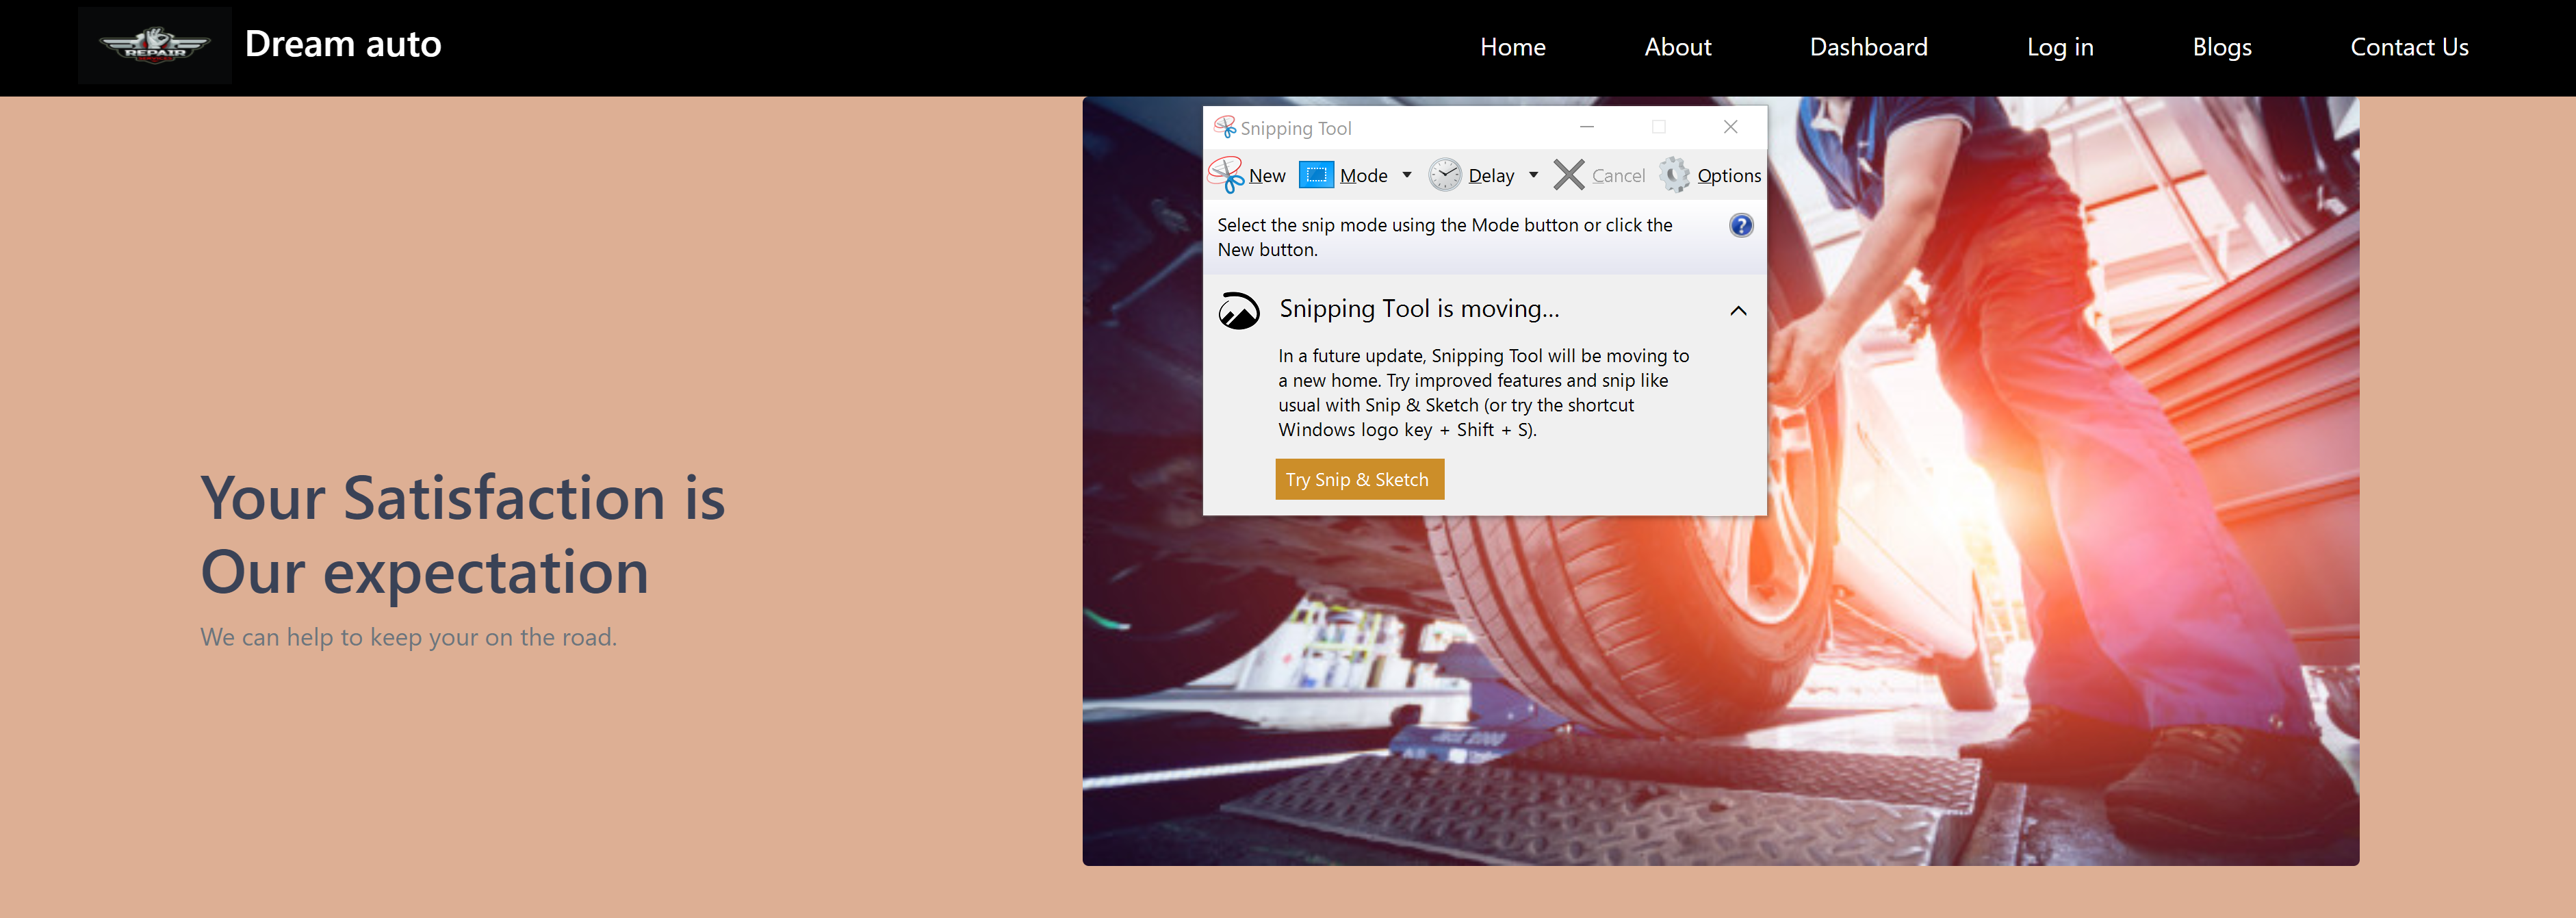 REPAIR
Dream auto
Home
About
Dashboard
Log in
Blogs
Contact Us
Snipping Tool
New
Mode
Delay
Cancel
Options
Select the snip mode using the Mode button or click the
New button.
Snipping Tool is moving...
In a future update, Snipping Tool will be moving to
a new home. Try improved features and snip like
usual with Snip & Sketch (or try the shortcut
Windows logo key + Shift + S).
Try Snip & Sketch
Your Satisfaction is
Our expectation
We can help to keep your on the road.